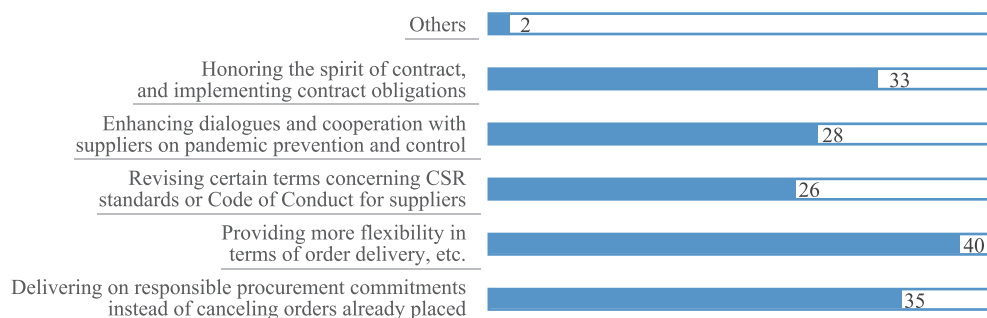 Others
2
Honoring the spirit of contract,
and implementing contract obligations
33
Enhancing dialogues and cooperation with
suppliers on pandemic prevention and control
28
Revising certain terms concerning CSR
standards or Code of Conduct for suppliers
26
Providing more flexibility in
terms of order delivery, etc.
40
Delivering on responsible procurement commitments
instead of canceling orders already placed
35